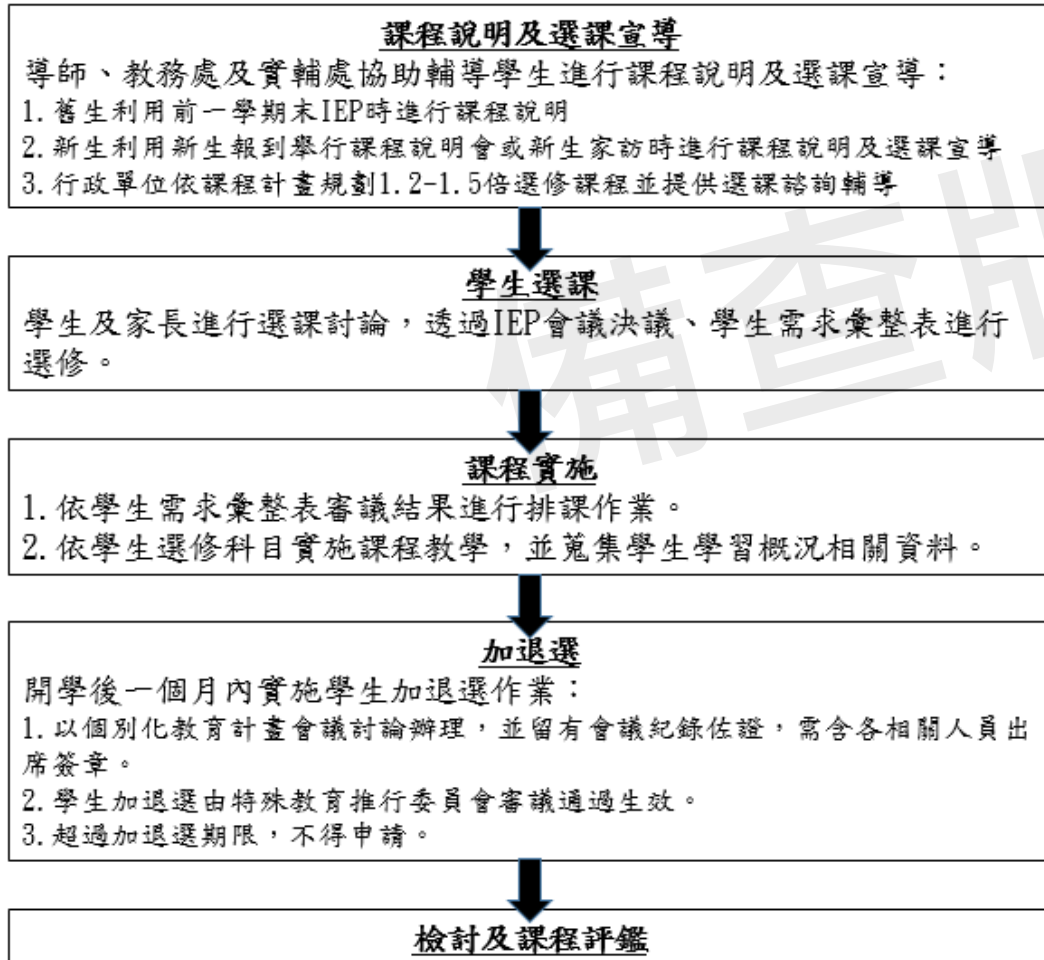 課程說明及選課宣導
導師、教務處及實輔處協助輔導學生進行課程說明及選課宣導：
1.舊生利用前一學期末IEP時進行課程說明
2.新生利用新生報到舉行課程說明會或新生家訪時進行課程說明及選課宣導
3.行政單位依課程計畫規劃1.2-1.5倍選修課程並提供選課諮詢輔導
備查版
學生選課
學生及家長進行選課討論，透過IEP會議決議、學生需求彙整表進行
選修。
課程實施
1.依學生需求彙整表審議結果進行排課作業。
2.依學生選修科目實施課程教學，並蒐集學生學習概況相關資料。
加退選
開學後一個月內實施學生加退選作業：
1.以個別化教育計畫會議討論辦理，並留有會議紀錄佐證，需含各相關人員出
席簽章。
2.學生加退選由特殊教育推行委員會審議通過生效。
3.超過加退選期限，不得申請。
檢討及課程評鑑